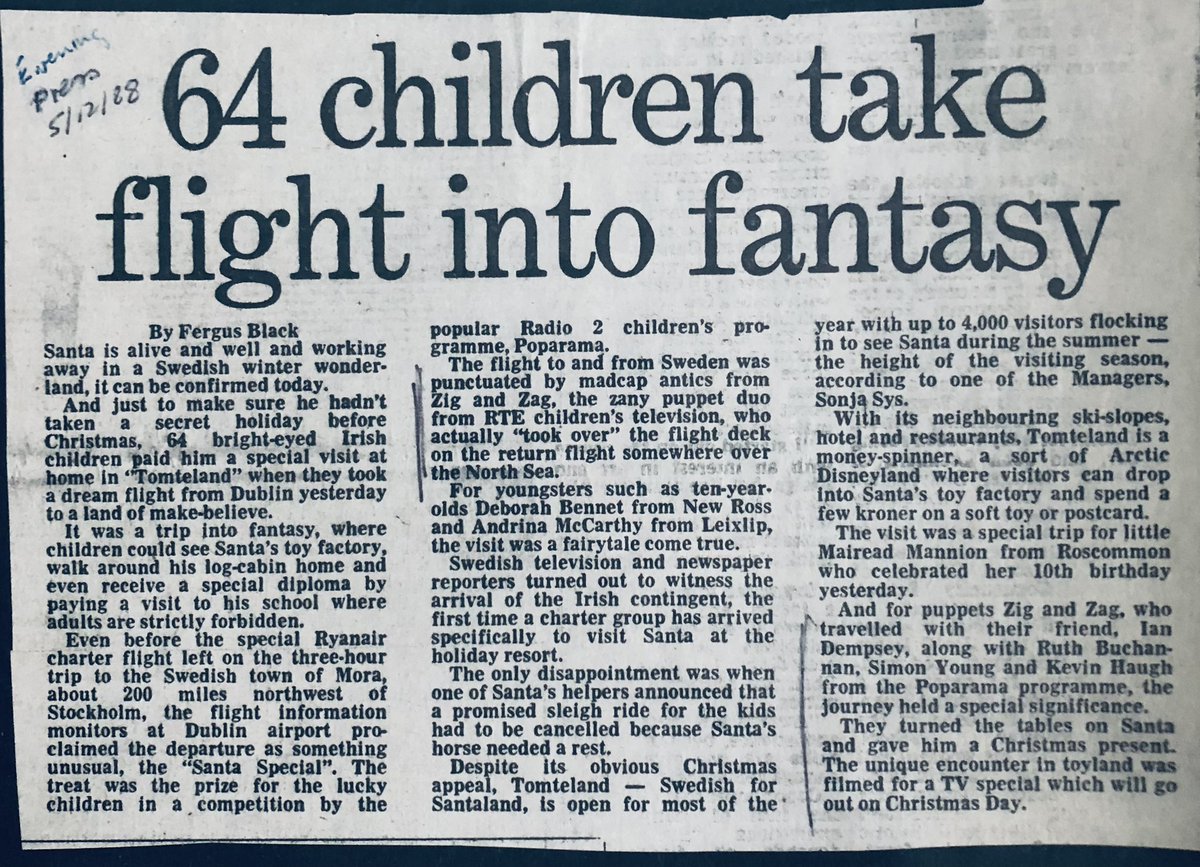 Evening
Press
5/12/88
64 children take
flight into fantasy
By Fergus Black
Santa is alive and well and working
away in a Swedish winter wonder-
land, it can be confirmed today.
And just to make sure he hadn't
taken a secret holiday before
Christmas, 64 bright-eyed Irish
children paid him a special visit at
home in "Tomteland" when they took
a dream flight from Dublin yesterday
to a land of make-believe.
It was a trip into fantasy, where
children could see Santa's toy factory,
walk around his log-cabin home and
even receive a special diploma by
paying a visit to his school where
adults are strictly forbidden.
Even before the special Ryanair
charter flight left on the three-hour
trip to the Swedish town of Mora,
about 200 miles northwest of
Stockholm, the flight information
monitors at Dublin airport pro-
claimed the departure as something
unusual, the "Santa Special". The
treat was the prize for the lucky
children in a competition by the
popular Radio 2 children's pro-
gramme, Poparama.
The flight to and from Sweden was
punctuated by madcap antics from
Zig and Zag, the zany puppet duo
from RTE children's television, who
actually "took over" the flight deck
on the return flight somewhere over
the North Sea.
For youngsters such as ten-year-
olds Deborah Bennet from New Ross
and Andrina McCarthy from Leixlip,
the visit was a fairytale come true.
Swedish television and newspaper
reporters turned out to witness the
arrival of the Irish contingent, the
first time a charter group has arrived
specifically to visit Santa at the
holiday resort.
The only disappointment was when
one of Santa's helpers announced that
a promised sleigh ride for the kids
had to be cancelled because Santa's
horse needed a rest.
Despite its obvious Christmas
appeal, Tomteland — Swedish for
Santaland, is open for most of the
year with up to 4,000 visitors flocking
in to see Santa during the summer —
the height of the visiting season,
according to one of the Managers,
Sonja Sys.
With its neighbouring ski-slopes,
hotel and restaurants, Tomteland is a
money-spinner, a sort of Arctic
Disneyland where visitors can drop
into Santa's toy factory and spend a
few kroner on a soft toy or postcard.
The visit was a special trip for little
Mairead Mannion from Roscommon
who celebrated her 10th birthday
yesterday.
And for puppets Zig and Zag, who
travelled with their friend, Ian
Dempsey, along with Ruth Buchan-
nan, Simon Young and Kevin Haugh
from the Poparama programme, the
journey held a special significance.
They turned the tables on Santa
and gave him a Christmas present.
The unique encounter in toyland was
filmed for a TV special which will go
out on Christmas Day.